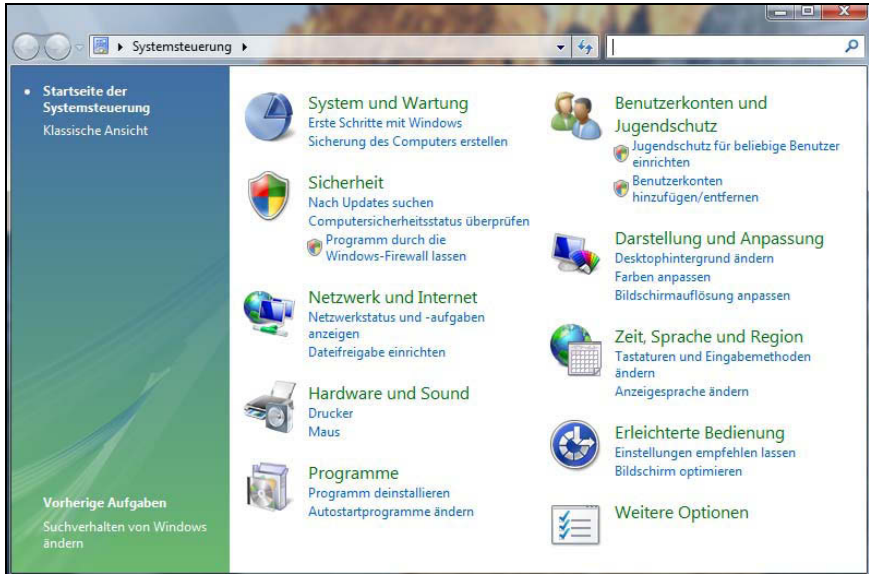 Systemsteuerung
Startseite der
Systemsteuerung
Klassische Ansicht
Vorherige Aufgaben
Suchverhalten von Windows
ändern
System und Wartung
Erste Schritte mit Windows
Sicherung des Computers erstellen
Sicherheit
Nach Updates suchen
Computersicherheitsstatus überprüfen
Programm durch die
Windows-Firewall lassen
Netzwerk und Internet
Netzwerkstatus und -aufgaben
anzeigen
Dateifreigabe einrichten
Hardware und Sound
Drucker
Maus
Programme
Programm deinstallieren
Autostartprogramme ändern
Benutzerkonten und
Jugendschutz
Jugendschutz für beliebige Benutzer
einrichten
Benutzerkonten
hinzufügen/entfernen
Darstellung und Anpassung
Desktophintergrund ändern
Farben anpassen
Bildschirmauflösung anpassen
Zeit, Sprache und Region
Tastaturen und Eingabemethoden
ändern
Anzeigesprache ändern
Erleichterte Bedienung
Einstellungen empfehlen lassen
Bildschirm optimieren
Weitere Optionen